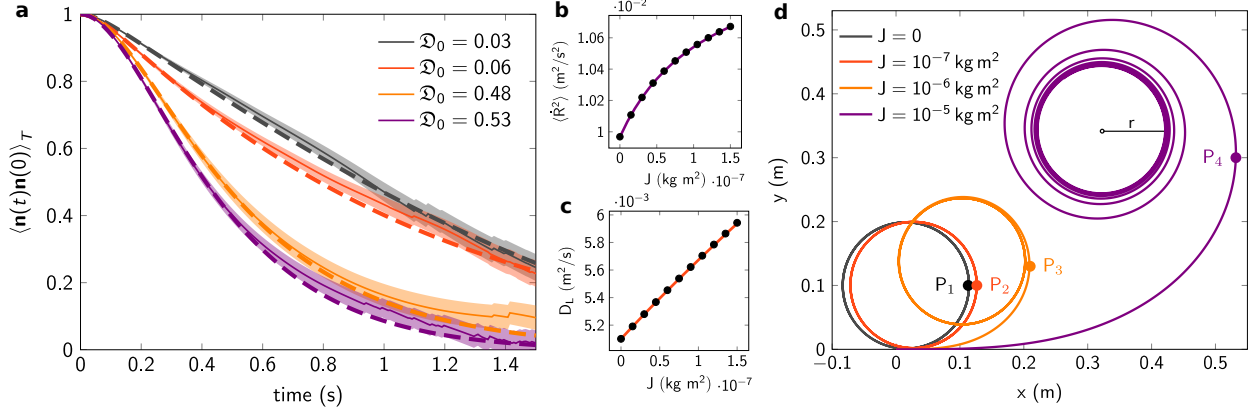 a
⟨n(t)n(0)⟩_T
1
0.8
0.6
0.4
0.2
0
0 0.2 0.4 0.6 0.8 1.0 1.2 1.4
time (s)
𝔇₀ = 0.03
𝔇₀ = 0.06
𝔇₀ = 0.48
𝔇₀ = 0.53
b
·10⁻²
⟨Ṙ²⟩ (m²/s²)
1.06
1.04
1.02
1
0 0.5 1 1.5
J (kg m²) ·10⁻⁷
c
·10⁻³
D_L (m²/s)
6
5.8
5.6
5.4
5.2
0 0.5 1 1.5
J (kg m²) ·10⁻⁷
d
y (m)
0.5
0.4
0.3
0.2
0.1
0
-0.1 0 0.1 0.2 0.3 0.4 0.5
x (m)
J = 0
J = 10⁻⁷ kg m²
J = 10⁻⁶ kg m²
J = 10⁻⁵ kg m²
r
P₁
P₂
P₃
P₄